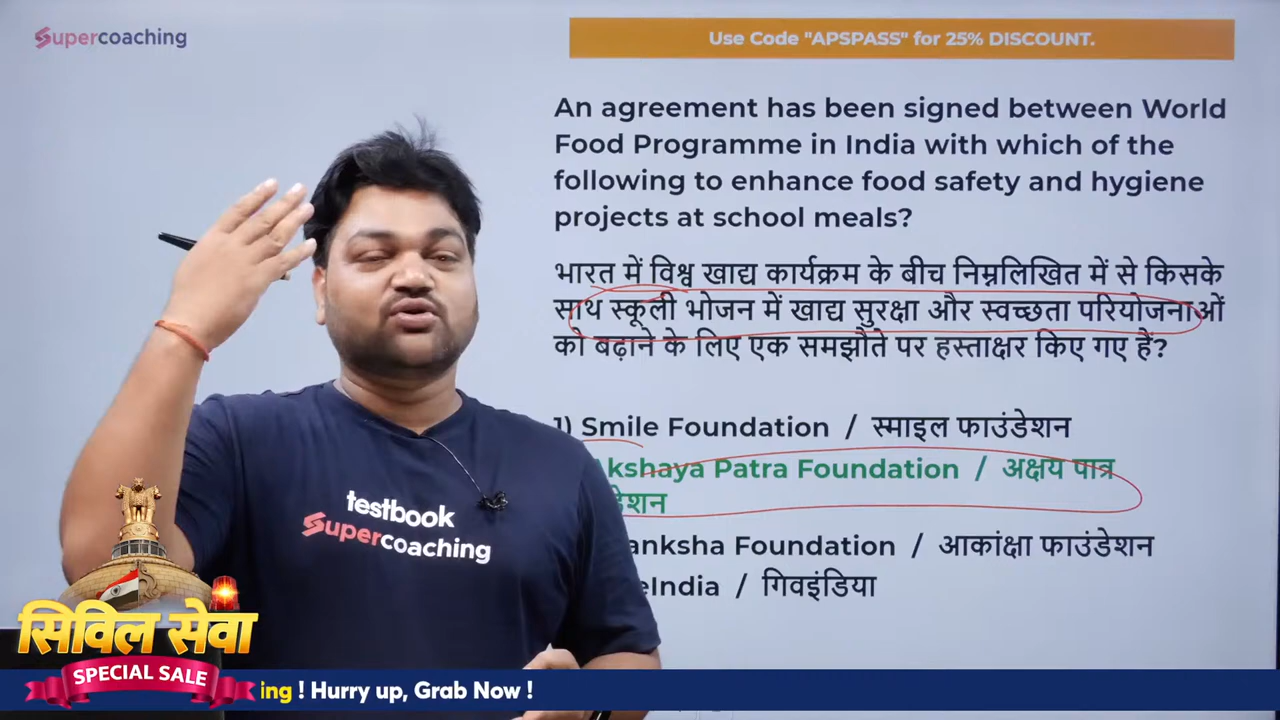 Supercoaching
Use Code "APSPASS" for 25% DISCOUNT.
An agreement has been signed between World
Food Programme in India with which of the
following to enhance food safety and hygiene
projects at school meals?
भारत में विश्व खाद्य कार्यक्रम के बीच निम्नलिखित में से किसके
साथ स्कूली भोजन में खाद्य सुरक्षा और स्वच्छता परियोजनाओं
को बढ़ाने के लिए एक समझौते पर हस्ताक्षर किए गए हैं?
1) Smile Foundation / स्माइल फाउंडेशन
Akshaya Patra Foundation / अक्षय पात्र
डेशन
anksha Foundation / आकांक्षा फाउंडेशन
eIndia / गिवइंडिया
testbook
Supercoaching
सिविल सेवा
SPECIAL SALE
ing ! Hurry up, Grab Now !